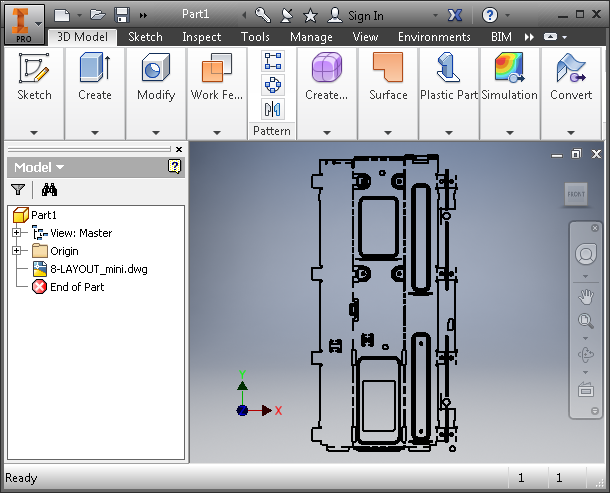 Part1
Sign In
PRO
3D Model Sketch Inspect Tools Manage View Environments BIM
Sketch Create Modify Work Fe... Create... Surface Plastic Part Simulation Convert
Pattern
Model
Part1
View: Master
Origin
8-LAYOUT_mini.dwg
End of Part
FRONT
Y
X
Ready 1 1